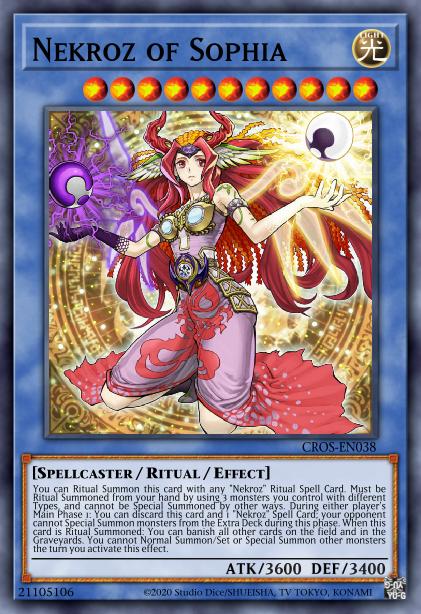 Nekroz of Sophia
LIGHT
光
CROS-EN038
[Spellcaster / Ritual / Effect]
You can Ritual Summon this card with any "Nekroz" Ritual Spell Card. Must be
Ritual Summoned from your hand by using 3 monsters you control with different
Types, and cannot be Special Summoned by other ways. During either player's
Main Phase 1: You can discard this card and 1 "Nekroz" Spell Card; your opponent
cannot Special Summon monsters from the Extra Deck during this phase. When this
card is Ritual Summoned: You can banish all other cards on the field and in the
Graveyards. You cannot Normal Summon/Set or Special Summon other monsters
the turn you activate this effect.
ATK/3600 DEF/3400
21105106 ©2020 Studio Dice/SHUEISHA, TV TOKYO, KONAMI